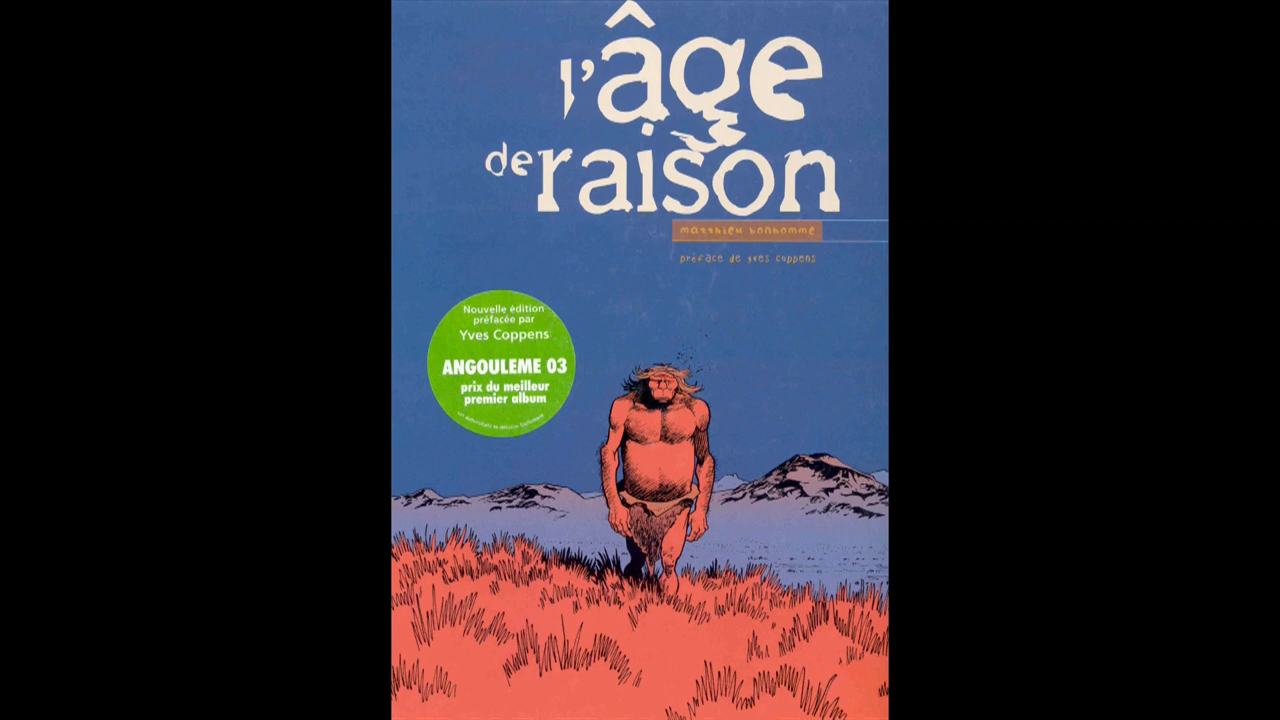 l'âge
de raison
matthieu bonhomme
préface de yves coppens
Nouvelle édition
préfacée par
Yves Coppens
ANGOULEME 03
prix du meilleur
premier album